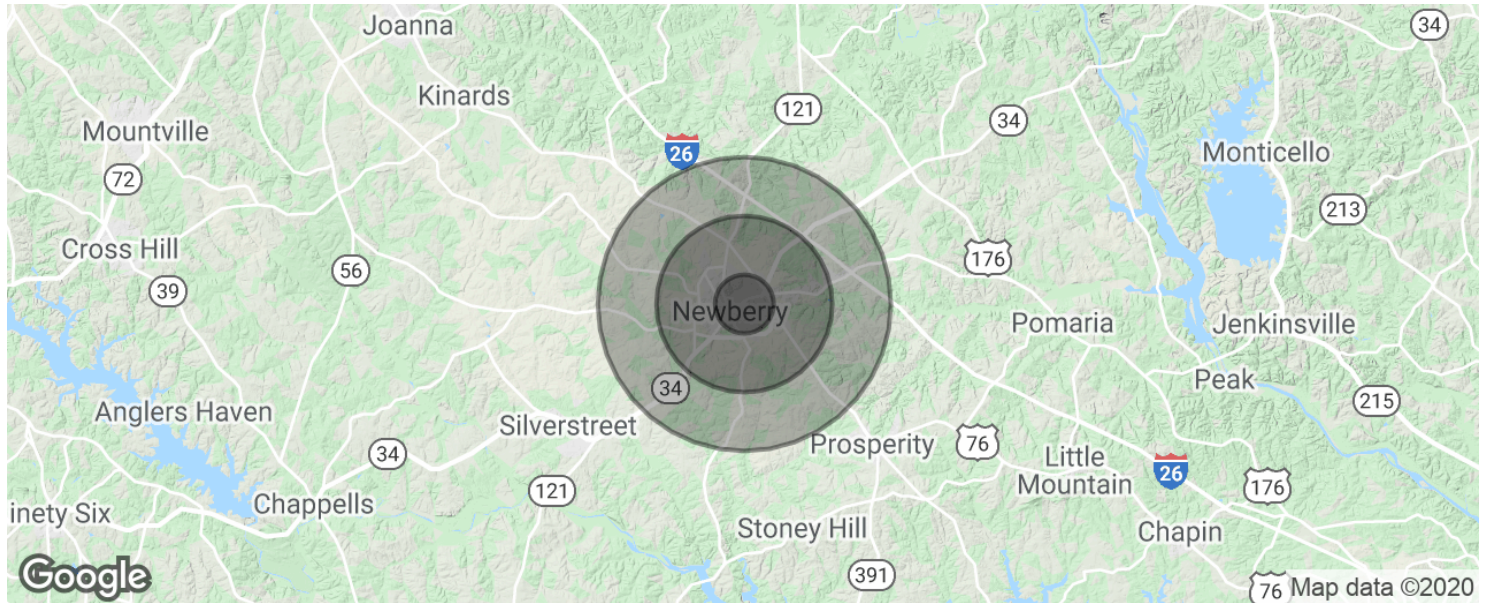 Joanna
34
Kinards
121
34
Mountville
26
Monticello
72
213
Cross Hill
176
56
39
Newberry
Pomaria
Jenkinsville
Peak
34
215
Anglers Haven
Silverstreet
Prosperity
76
34
Little
Mountain
26
121
176
Chappells
inety Six
Stoney Hill
Chapin
391
Google
76
Map data ©2020